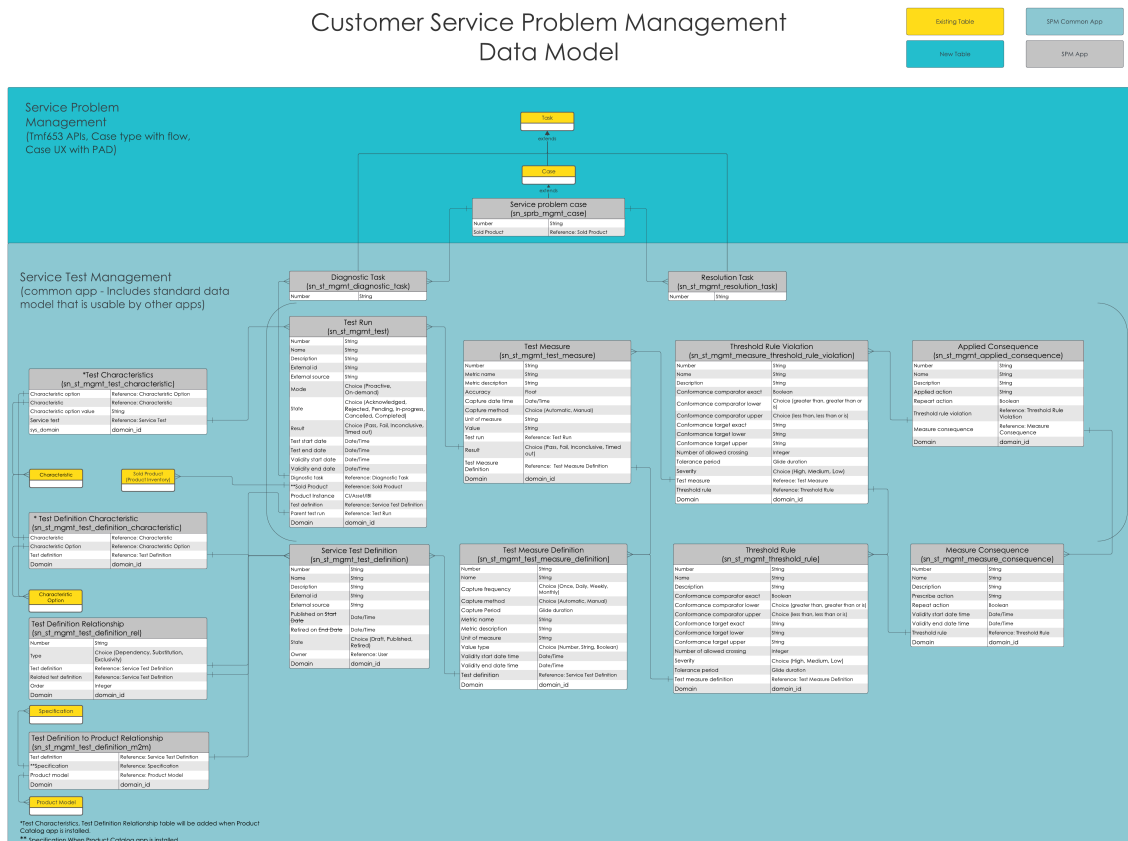 Customer Service Problem Management
Data Model
Existing Table
SPM Common App
New Table
SPM App
Service Problem
Management
(Tmf653 APIs, Case type with flow,
Case UX with PAD)
Task
extends
Case
extends
Service problem case
(sn_sprb_mgmt_case)
Number String
Sold Product Reference: Sold Product
Service Test Management
(common app - Includes standard data
model that is usable by other apps)
Diagnostic Task
(sn_st_mgmt_diagnostic_task)
Number String
Resolution Task
(sn_st_mgmt_resolution_task)
Number String
Test Run
(sn_st_mgmt_test)
Number String
Name String
Description String
External id String
External source String
Mode Choice (Proactive,
On-demand)
State Choice (Acknowledged,
Rejected, Pending, In-progress,
Cancelled, Completed)
Result Choice (Pass, Fail, Inconclusive,
Timed out)
Test start date Date/Time
Test end date Date/Time
Validity start date Date/Time
Validity end date Date/Time
Dignostic task Reference: Diagnostic Task
**Sold Product Reference: Sold Product
Product Instance CI/Asset/IB
Test definition Reference: Service Test Definition
Parent test run Reference: Test Run
Domain domain_id
Test Measure
(sn_st_mgmt_test_measure)
Number String
Metric name String
Metric description String
Accuracy Float
Capture date time Date/Time
Capture method Choice (Automatic, Manual)
Unit of measure String
Value String
Test run Reference: Test Run
Result Choice (Pass, Fail, Inconclusive, Timed
out)
Test Measure
Definition Reference: Test Measure Definition
Domain domain_id
Threshold Rule Violation
(sn_st_mgmt_measure_threshold_rule_violation)
Number String
Name String
Description String
Conformance comparator exact Boolean
Conformance comparator lower Choice (greater than, greater than or
is)
Conformance comparator upper Choice (less than, less than or is)
Conformance target exact String
Conformance target lower String
Conformance target upper String
Number of allowed crossing Integer
Tolerance period Glide duration
Severity Choice (High, Medium, Low)
Test measure Reference: Test Measure
Threshold rule Reference: Threshold Rule
Domain domain_id
Applied Consequence
(sn_st_mgmt_applied_consequence)
Number String
Name String
Description String
Applied action String
Repeart action Boolean
Threshold rule violation Reference: Threshold Rule
Violation
Measure consequence Reference: Measure
Consequence
Domain domain_id
*Test Characteristics
(sn_st_mgmt_test_characteristic)
Characteristic option Reference: Characteristic Option
Characteristic Reference: Characteristic
Characteristic option value String
Service test Reference: Service Test
sys_domain domain_id
Characteristic
Sold Product
(Product Inventory)
* Test Definition Characteristic
(sn_st_mgmt_test_definition_characteristic)
Characteristic Reference: Characteristic
Characteristic Option Reference: Characteristic Option
Test definition Reference: Test Definition
Domain domain_id
Characteristic
Option
Service Test Definition
(sn_st_mgmt_test_definition)
Number String
Name String
Description String
External id String
External source String
Published on Start
Date Date/Time
Retired on End Date Date/Time
State Choice (Draft, Published,
Retired)
Owner Reference: User
Domain domain_id
Test Measure Definition
(sn_st_mgmt_test_measure_definition)
Number String
Name String
Capture frequency Choice (Once, Daily, Weekly,
Monthly)
Capture method Choice (Automatic, Manual)
Capture Period Glide duration
Metric name String
Metric description String
Unit of measure String
Value type Choice (Number, String, Boolean)
Validity start date time Date/Time
Validity end date time Date/Time
Test definition Reference: Service Test Definition
Domain domain_id
Threshold Rule
(sn_st_mgmt_threshold_rule)
Number String
Name String
Description String
Conformance comparator exact Boolean
Conformance comparator lower Choice (greater than, greater than or is)
Conformance comparator upper Choice (less than, less than or is)
Conformance target exact String
Conformance target lower String
Conformance target upper String
Number of allowed crossing Integer
Severity Choice (High, Medium, Low)
Tolerance period Glide duration
Test measure definition Reference: Test Measure Definition
Domain domain_id
Measure Consequence
(sn_st_mgmt_measure_consequence)
Number String
Name String
Description String
Prescribe action String
Repeat action Boolean
Validity start date time Date/Time
Validity end date time Date/Time
Threshold rule Reference: Threshold Rule
Domain domain_id
Test Definition Relationship
(sn_st_mgmt_test_definition_rel)
Number String
Type Choice (Dependency, Substitution,
Exclusivity)
Test definition Reference: Service Test Definition
Related test definition Reference: Service Test Definition
Order Integer
Domain domain_id
Specification
Test Definition to Product Relationship
(sn_st_mgmt_test_definition_m2m)
Test definition Reference: Service Test Definition
**Specification Reference: Specification
Product model Reference: Product Model
Domain domain_id
Product Model
*Test Characteristics, Test Definition Relationship table will be added when Product
Catalog app is installed.
** Specification When Product Catalog app is installed